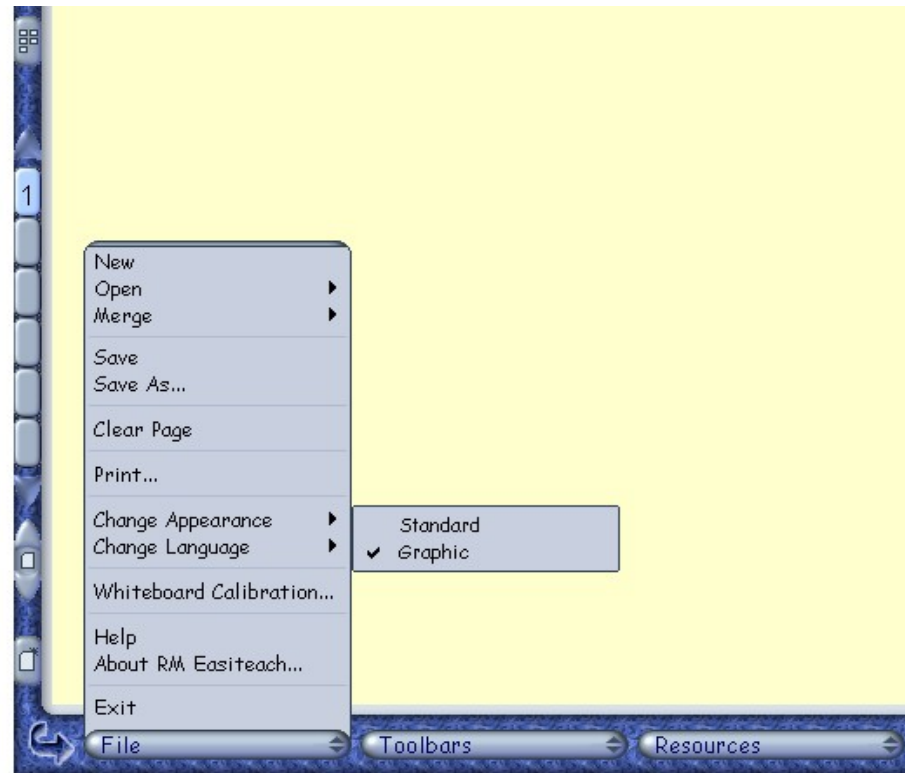 1
New
Open
Merge
Save
Save As...
Clear Page
Print...
Change Appearance
Change Language
Standard
Graphic
Whiteboard Calibration...
Help
About RM Easiteach...
Exit
File
Toolbars
Resources